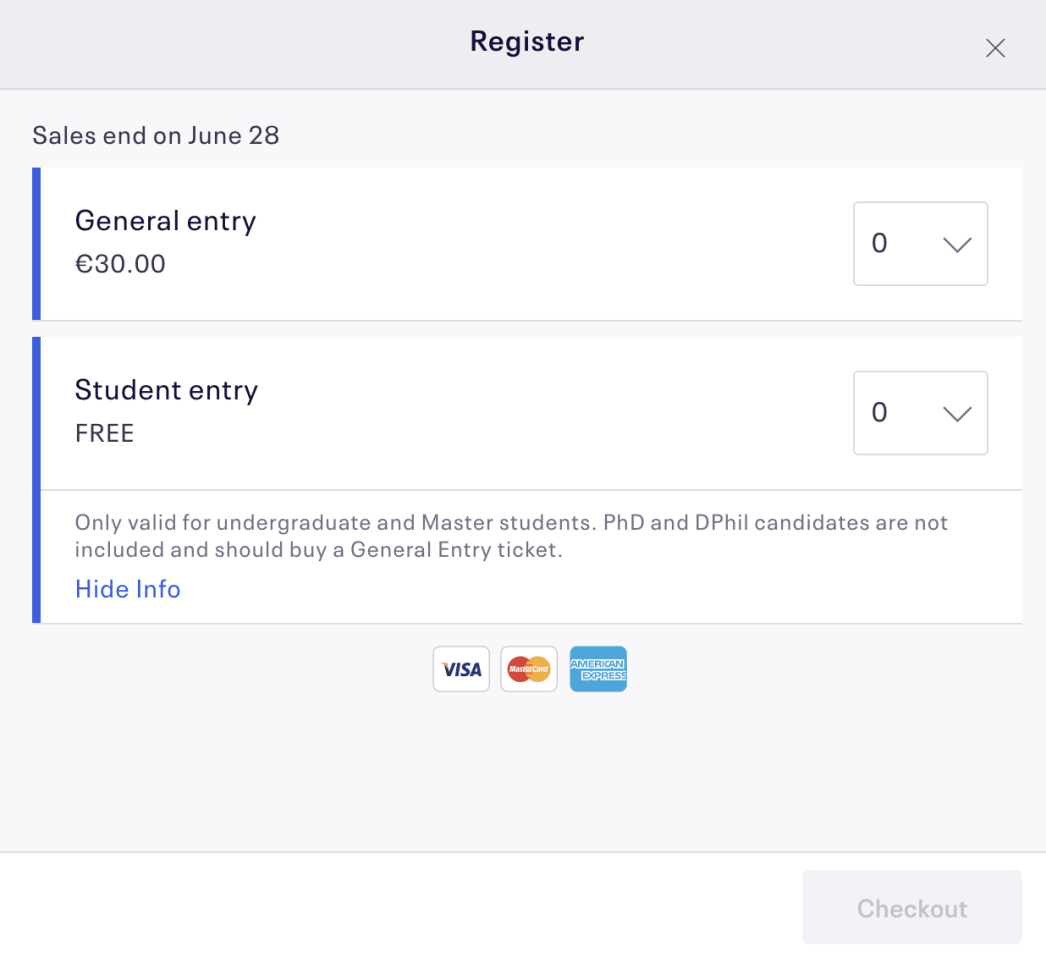 Register
Sales end on June 28
General entry
€30.00
0
Student entry
FREE
0
Only valid for undergraduate and Master students. PhD and DPhil candidates are not
included and should buy a General Entry ticket.
Hide Info
VISA
MasterCard
AMERICAN
EXPRESS
Checkout